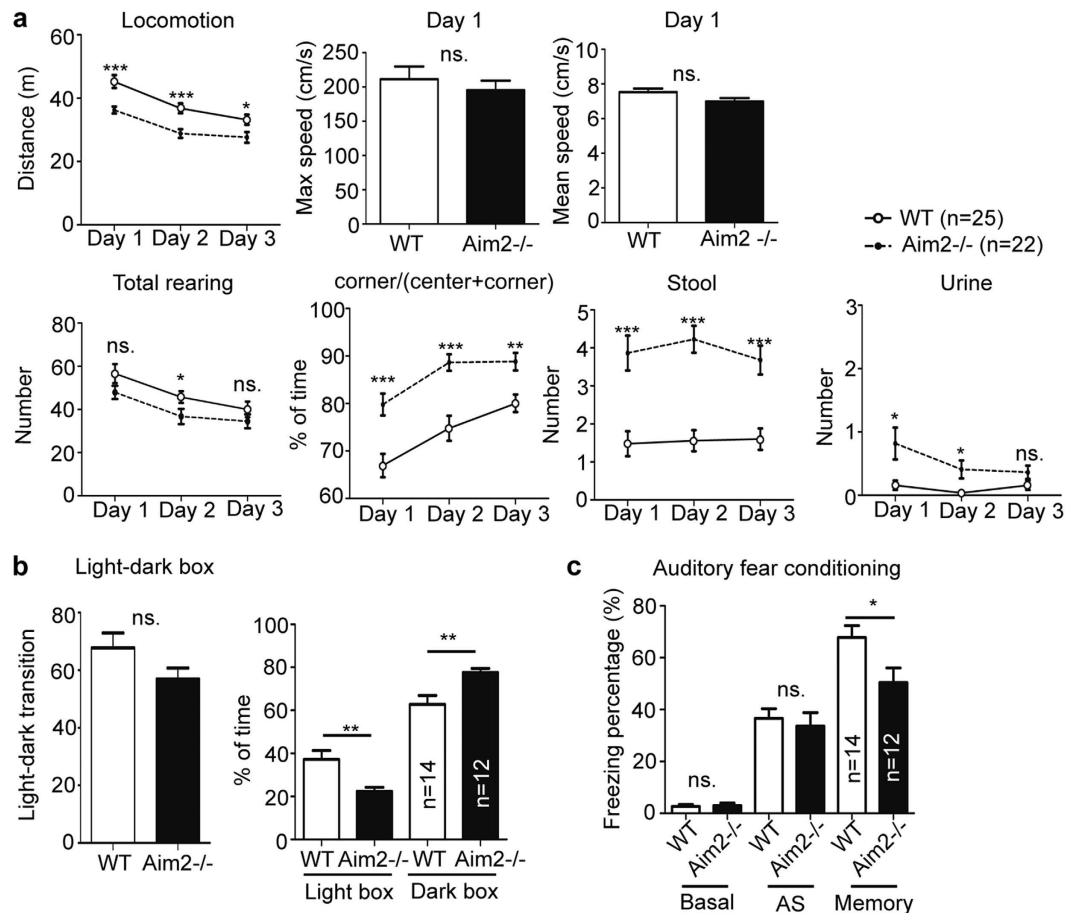 a
Locomotion
Distance (m)
60
40
20
0
***
***
*
Day 1 Day 2 Day 3
Day 1
Max speed (cm/s)
250
200
150
100
50
0
ns.
WT Aim2-/-
Day 1
Mean speed (cm/s)
10
8
6
4
2
0
ns.
WT Aim2 -/-
WT (n=25)
Aim2-/- (n=22)
Total rearing
Number
80
60
40
20
0
ns.
*
ns.
Day 1 Day 2 Day 3
corner/(center+corner)
% of time
100
90
80
70
60
***
***
**
Day 1 Day 2 Day 3
Stool
Number
5
4
3
2
1
0
***
***
***
Day 1 Day 2 Day 3
Urine
Number
3
2
1
0
*
*
ns.
Day 1 Day 2 Day 3
b Light-dark box
Light-dark transition
80
60
40
20
0
ns.
WT Aim2-/-
% of time
100
80
60
40
20
0
**
**
n=14
n=12
WT Aim2-/- WT Aim2-/-
Light box Dark box
c Auditory fear conditioning
Freezing percentage (%)
80
60
40
20
0
ns.
ns.
*
n=14
n=12
WT Aim2-/- WT Aim2-/- WT Aim2-/-
Basal AS Memory